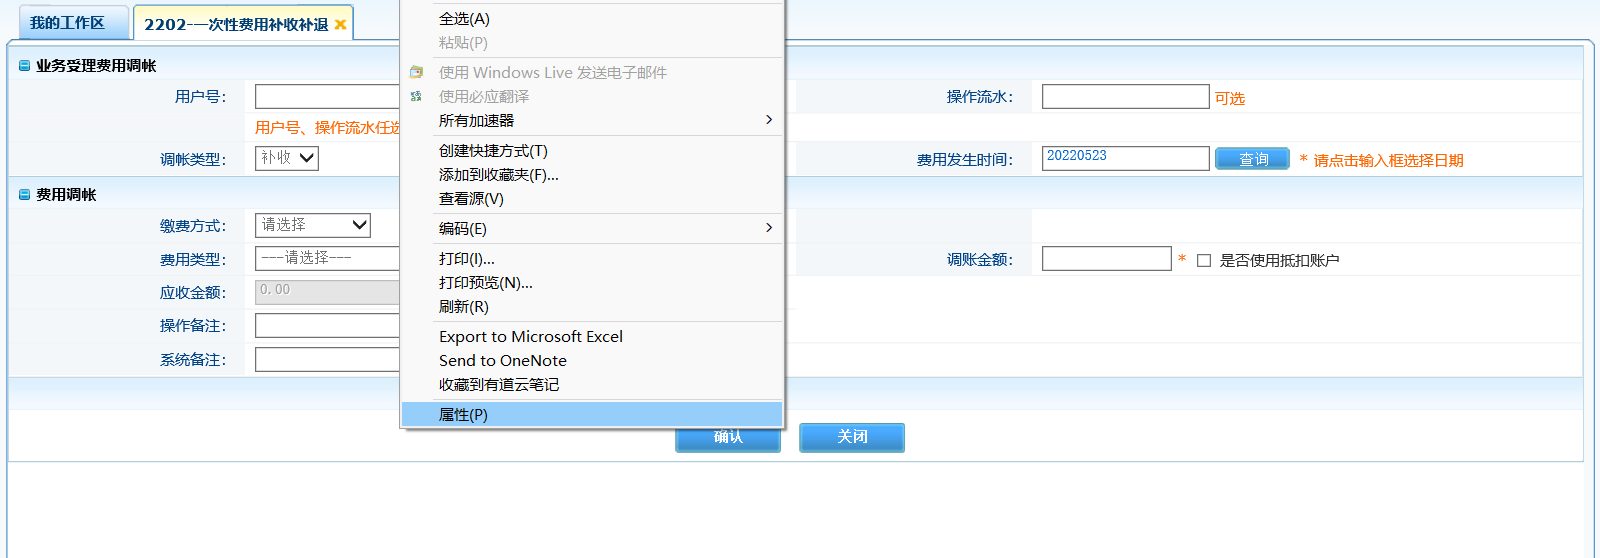 我的工作区
2202-一次性费用补收补退
业务受理费用调帐
用户号:
操作流水:
可选
用户号、操作流水任选
调帐类型:
补收
费用发生时间:
20220523
查询
* 请点击输入框选择日期
费用调帐
缴费方式:
请选择
费用类型:
---请选择---
调账金额:
*
是否使用抵扣账户
应收金额:
0.00
操作备注:
系统备注:
全选(A)
粘贴(P)
使用 Windows Live 发送电子邮件
使用必应翻译
所有加速器
创建快捷方式(T)
添加到收藏夹(F)...
查看源(V)
编码(E)
打印(I)...
打印预览(N)...
刷新(R)
Export to Microsoft Excel
Send to OneNote
收藏到有道云笔记
属性(P)
确认
关闭